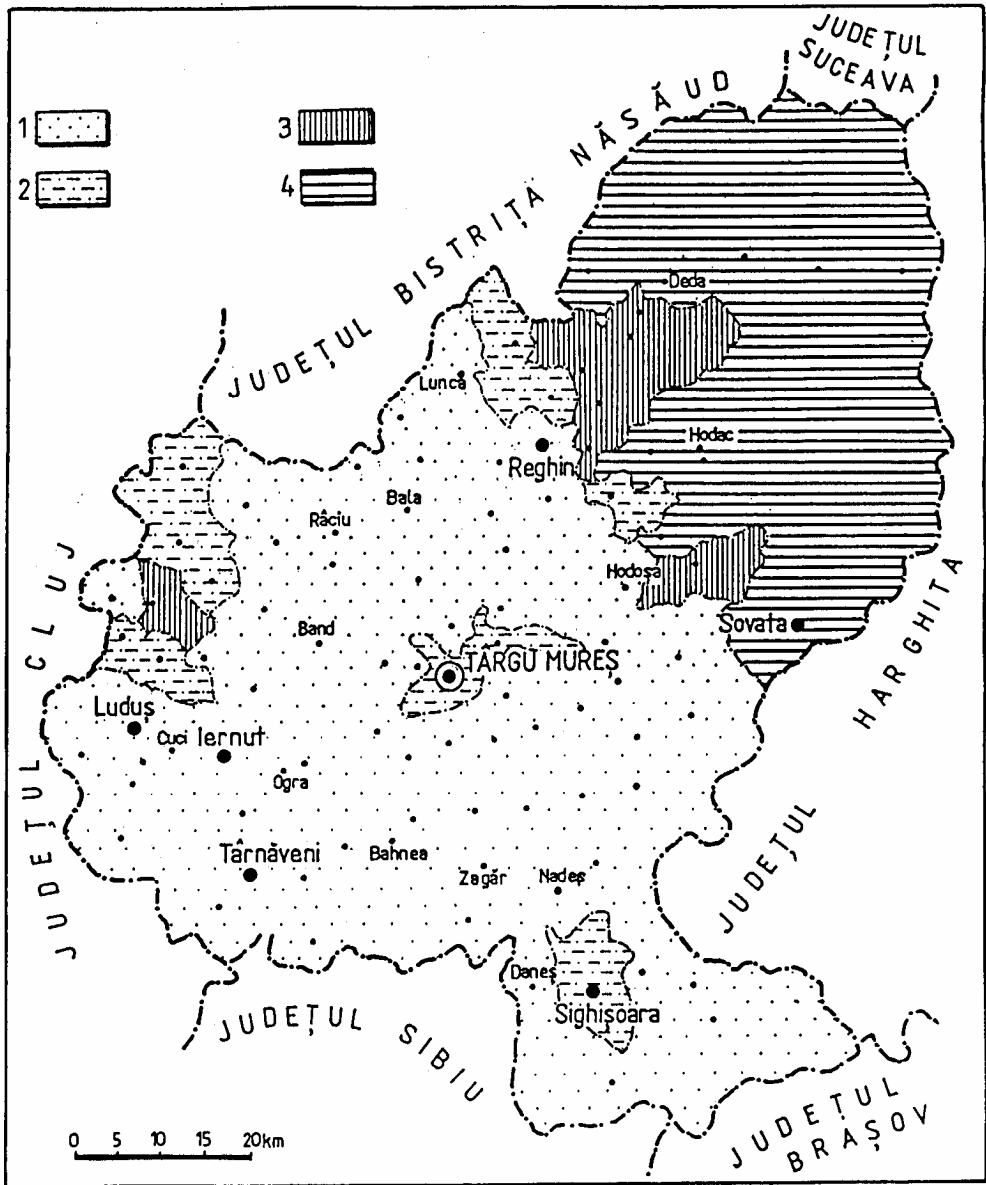 JUDEȚUL
SUCEAVA
JUDEȚUL BISTRIȚA NĂSĂUD
1
3
2
4
Deda
Lunca
Hodac
Reghin
Bala
Râciu
Hodoșa
Sovata
Band
TÂRGU MUREȘ
Luduș
Cuci
Iernut
Ogra
Târnăveni
Bahnea
Zagăr
Nadeș
Daneș
Sighișoara
JUDEȚUL CLUJ
JUDEȚUL HARGHITA
JUDEȚUL SIBIU
JUDEȚUL
BRAȘOV
0 5 10 15 20km